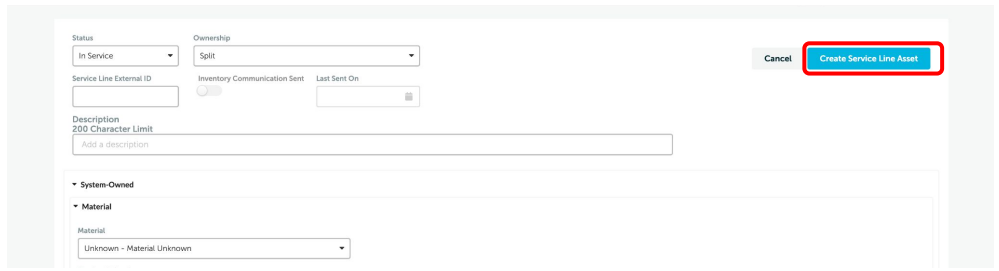 Status
Ownership
In Service
Split
Cancel
Create Service Line Asset
Service Line External ID
Inventory Communication Sent
Last Sent On
Description
200 Character Limit
Add a description
System-Owned
Material
Material
Unknown - Material Unknown